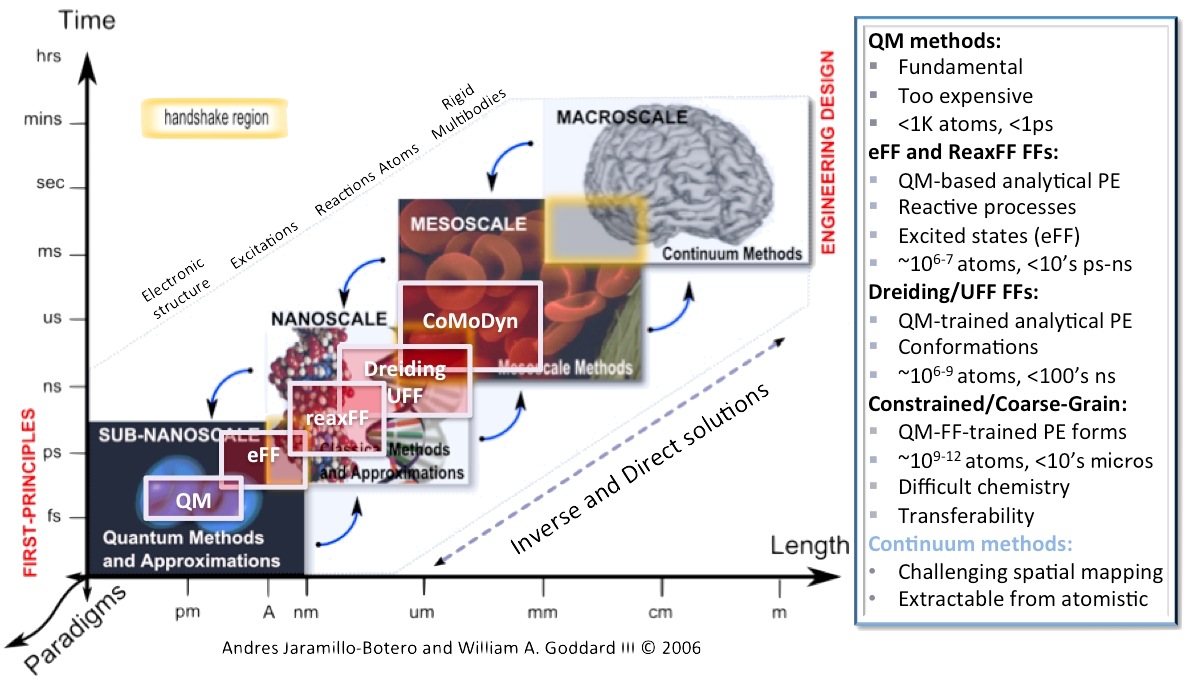 Time
hrs
mins
sec
ms
us
ns
ps
fs
handshake region
Electronic
structure
Excitations
Reactions
Atoms
Rigid
Multibodies
MACROSCALE
Continuum Methods
MESOSCALE
CoMoDyn
Mesoscale Methods
NANOSCALE
Dreiding
UFF
reaxFF
Classical Methods
and Approximations
SUB-NANOSCALE
eFF
QM
Quantum Methods
and Approximations
FIRST-PRINCIPLES
ENGINEERING DESIGN
Inverse and Direct solutions
Length
pm
A
nm
um
mm
cm
m
Paradigms
Andres Jaramillo-Botero and William A. Goddard III © 2006
QM methods:
▪ Fundamental
▪ Too expensive
▪ <1K atoms, <1ps
eFF and ReaxFF FFs:
▪ QM-based analytical PE
▪ Reactive processes
▪ Excited states (eFF)
▪ ~10⁶⁻⁷ atoms, <10's ps-ns
Dreiding/UFF FFs:
▪ QM-trained analytical PE
▪ Conformations
▪ ~10⁶⁻⁹ atoms, <100's ns
Constrained/Coarse-Grain:
▪ QM-FF-trained PE forms
▪ ~10⁹⁻¹² atoms, <10's micros
▪ Difficult chemistry
▪ Transferability
Continuum methods:
• Challenging spatial mapping
• Extractable from atomistic